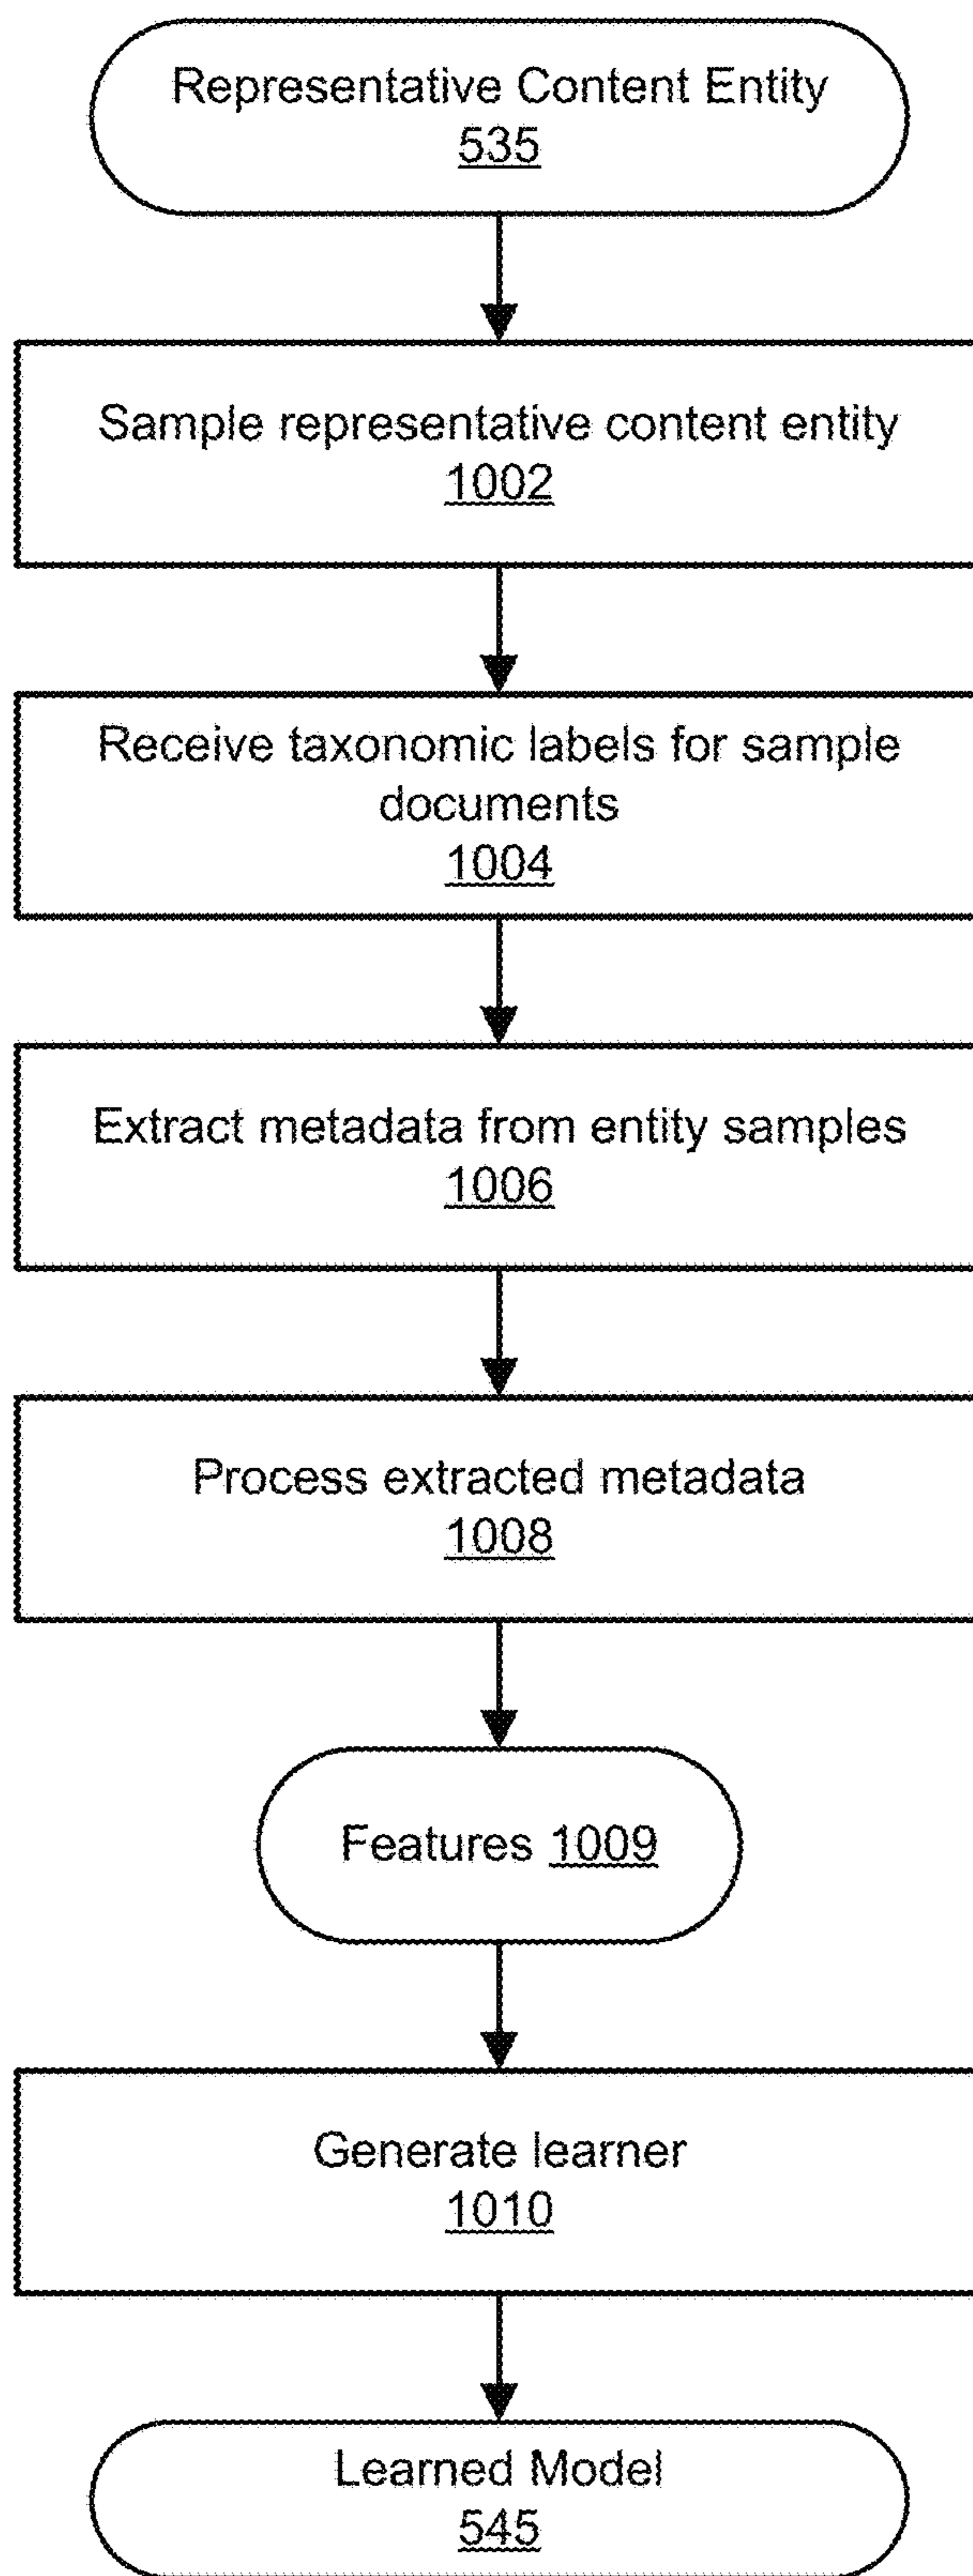 Representative Content Entity
535
Sample representative content entity
1002
Receive taxonomic labels for sample
documents
1004
Extract metadata from entity samples
1006
Process extracted metadata
1008
Features 1009
Generate learner
1010
Learned Model
545